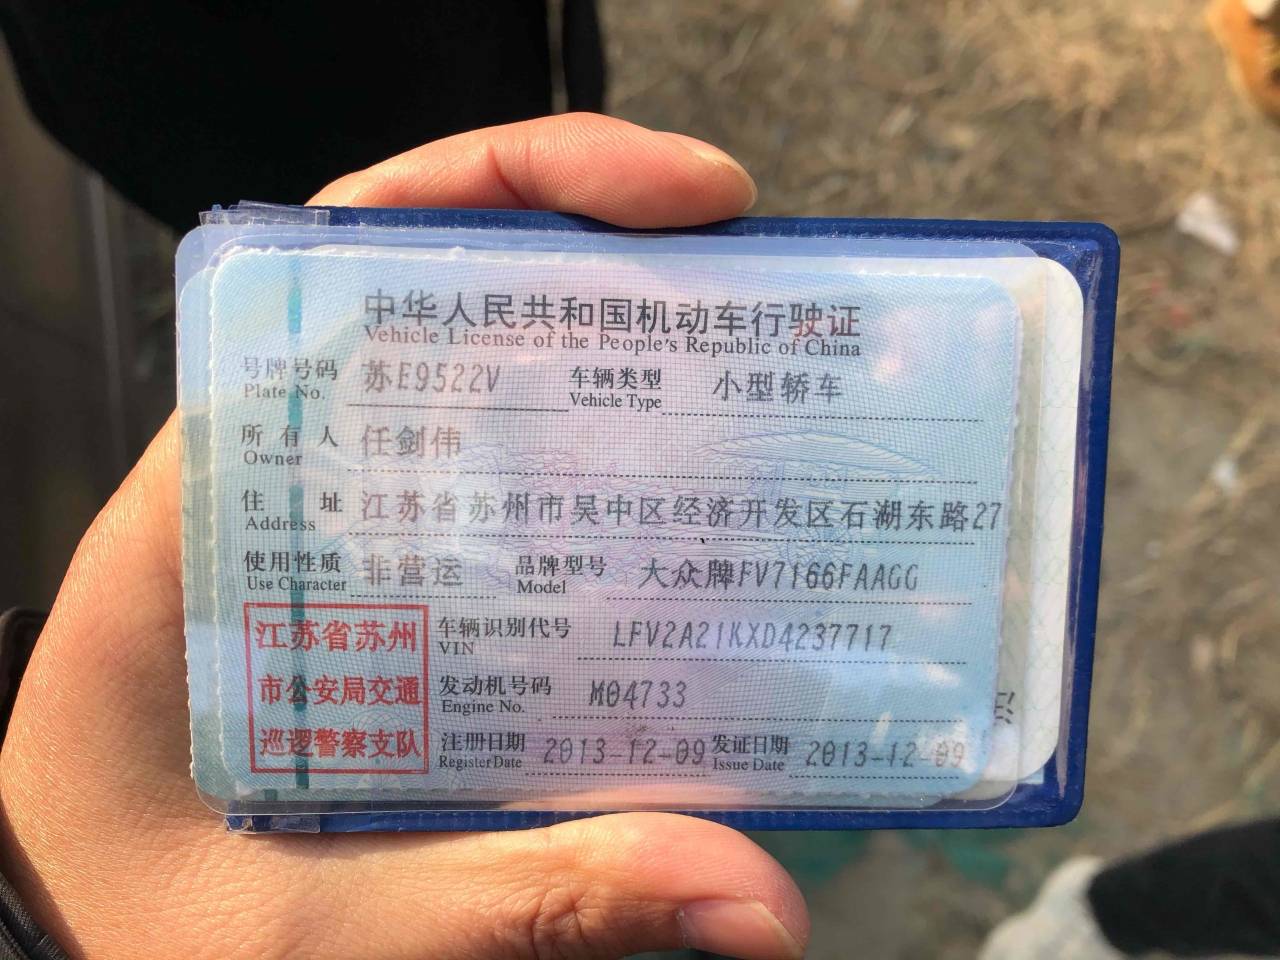 中华人民共和国机动车行驶证
Vehicle License of the People's Republic of China
号牌号码 苏E9522V 车辆类型 小型轿车
Plate No. Vehicle Type
所有人 任剑伟
Owner
住址 江苏省苏州市吴中区经济开发区石湖东路27
Address
使用性质 非营运 品牌型号 大众牌FV7166FAAGG
Use Character Model
江苏省苏州
市公安局交通
巡逻警察支队
车辆识别代号 LFV2A21KXD4237717
VIN
发动机号码 M04733
Engine No.
注册日期 2013-12-09 发证日期 2013-12-09
Register Date Issue Date